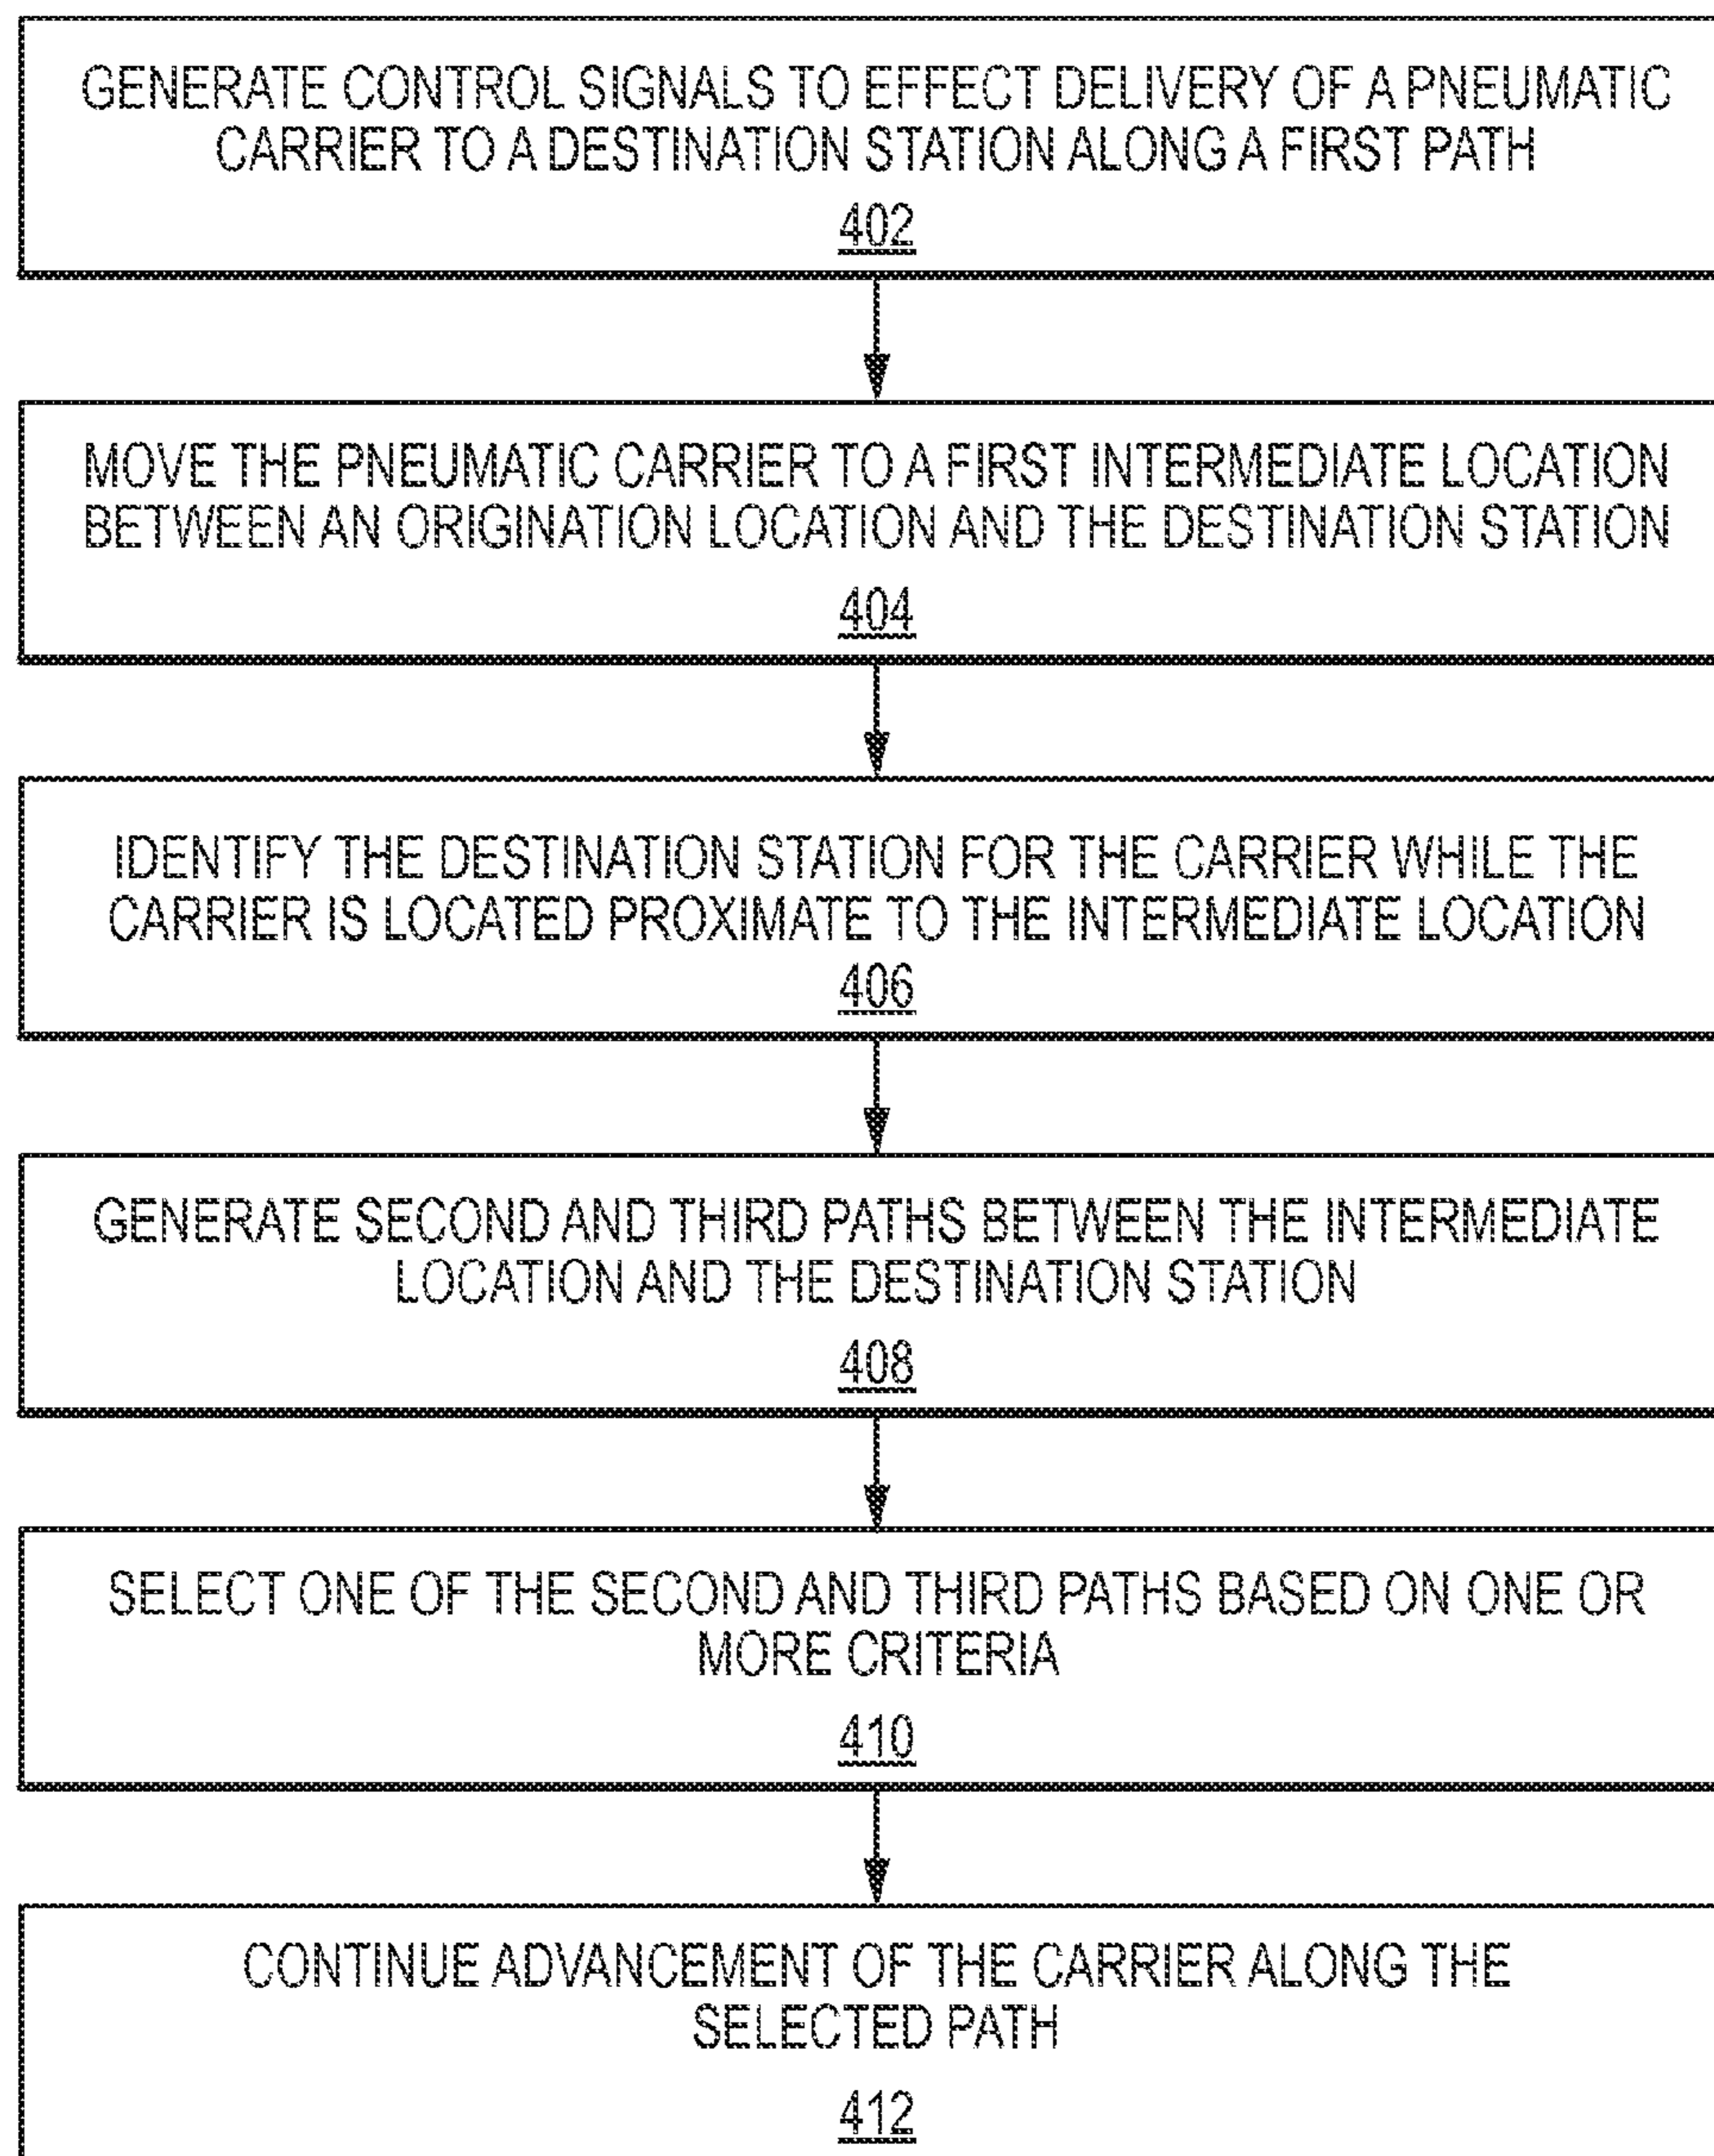 GENERATE CONTROL SIGNALS TO EFFECT DELIVERY OF A PNEUMATIC
CARRIER TO A DESTINATION STATION ALONG A FIRST PATH
402
MOVE THE PNEUMATIC CARRIER TO A FIRST INTERMEDIATE LOCATION
BETWEEN AN ORIGINATION LOCATION AND THE DESTINATION STATION
404
IDENTIFY THE DESTINATION STATION FOR THE CARRIER WHILE THE
CARRIER IS LOCATED PROXIMATE TO THE INTERMEDIATE LOCATION
406
GENERATE SECOND AND THIRD PATHS BETWEEN THE INTERMEDIATE
LOCATION AND THE DESTINATION STATION
408
SELECT ONE OF THE SECOND AND THIRD PATHS BASED ON ONE OR
MORE CRITERIA
410
CONTINUE ADVANCEMENT OF THE CARRIER ALONG THE
SELECTED PATH
412